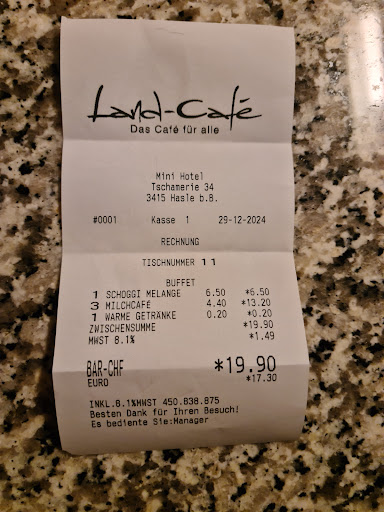 Land-Café
Das Café für alle
Mini Hotel
Tschamerie 34
3415 Hasle b.B.
#0001 Kasse 1 29-12-2024
RECHNUNG
TISCHNUMMER 11
BUFFET
1 SCHOGGI MELANGE 6.50 *6.50
3 MILCHCAFÉ 4.40 *13.20
1 WARME GETRÄNKE 0.20 *0.20
ZWISCHENSUMME *19.90
MWST 8.1% *1.49
BAR-CHF *19.90
EURO *17.30
INKL.8.1%MWST 450.838.875
Besten Dank für Ihren Besuch!
Es bediente Sie:Manager